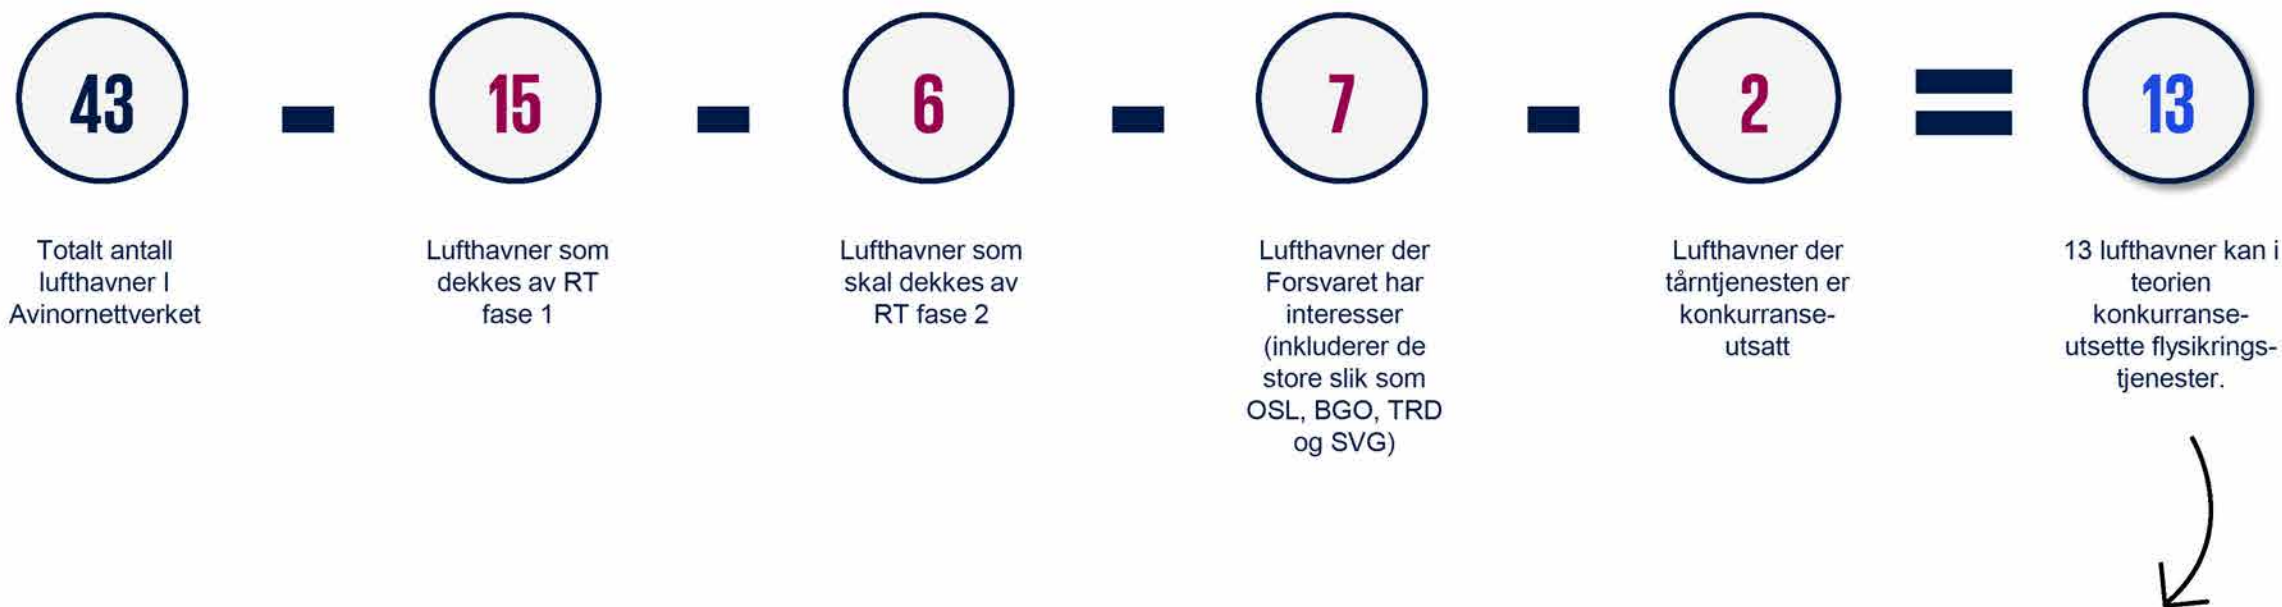 43
-
15
-
6
-
7
-
2
=
13
Totalt antall
lufthavner I
Avinornettverket
Lufthavner som
dekkes av RT
fase 1
Lufthavner som
skal dekkes av
RT fase 2
Lufthavner der
Forsvaret har
interesser
(inkluderer de
store slik som
OSL, BGO, TRD
og SVG)
Lufthavner der
tårntjenesten er
konkurranse-
utsatt
13 lufthavner kan i
teorien
konkurranse-
utsette flysikrings-
tjenester.